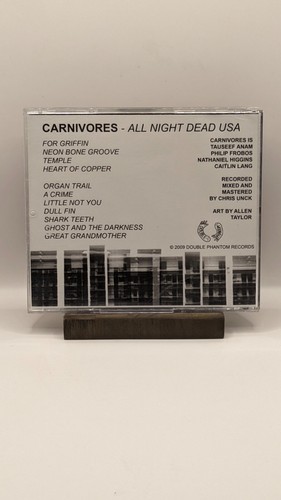 CARNIVORES - ALL NIGHT DEAD USA
FOR GRIFFIN
NEON BONE GROOVE
TEMPLE
HEART OF COPPER
ORGAN TRAIL
A CRIME
LITTLE NOT YOU
DULL FIN
SHARK TEETH
GHOST AND THE DARKNESS
GREAT GRANDMOTHER
CARNIVORES IS
TAUSEEF ANAM
PHILIP FROBOS
NATHANIEL HIGGINS
CAITLIN LANG
RECORDED
MIXED AND
MASTERED
BY CHRIS UNCK
ART BY ALLEN
TAYLOR
© 2009 DOUBLE PHANTOM RECORDS